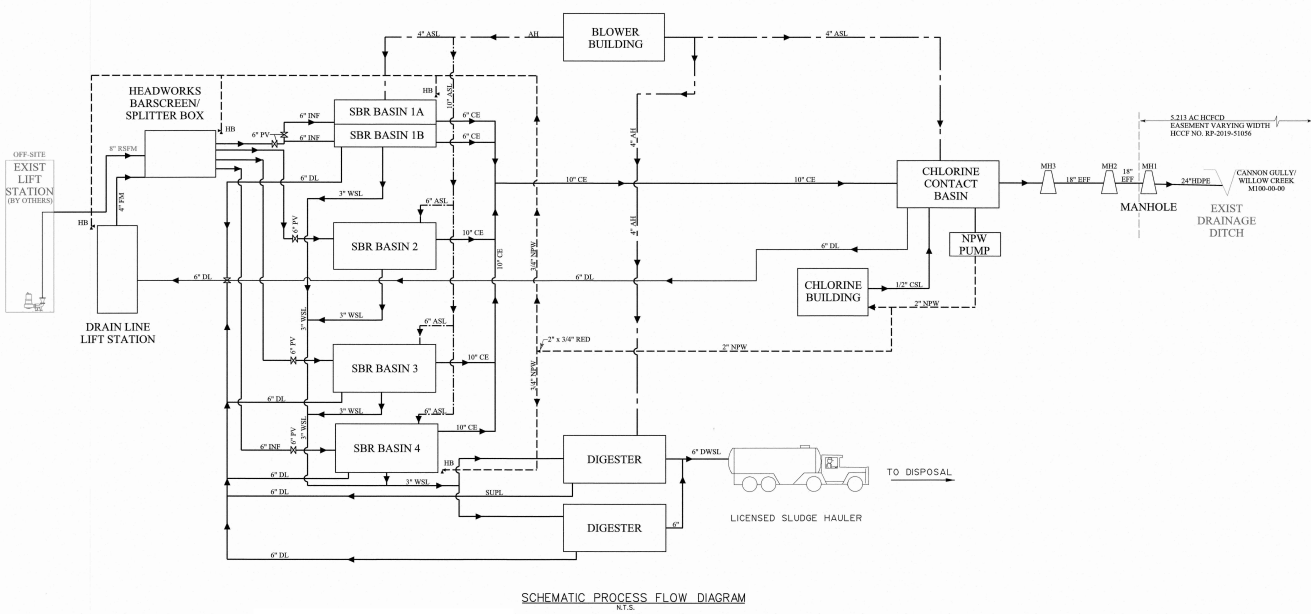 BLOWER
BUILDING
4" ASL
AH
4" ASL
10" ASL
HEADWORKS
BARSCREEN/
SPLITTER BOX
HB
HB
SBR BASIN 1A
SBR BASIN 1B
6" INF
6" PV
6" INF
6" CE
6" CE
5.213 AC HCFCD
EASEMENT VARYING WIDTH
HCCF NO. RP-2019-51056
OFF-SITE
EXIST
LIFT
STATION
(BY OTHERS)
8" RSFM
4" FM
HB
6" DL
3" WSL
4" AH
10" CE
10" CE
CHLORINE
CONTACT
BASIN
MH3
18" EFF
MH2
18"
EFF
MH1
MANHOLE
24"HDPE
CANNON GULLY/
WILLOW CREEK
M100-00-00
EXIST
DRAINAGE
DITCH
6" ASL
6" PV
SBR BASIN 2
10" CE
10" CE
3/4" NPW
4" AH
6" DL
NPW
PUMP
6" DL
6" DL
CHLORINE
BUILDING
1/2" CSL
2" NPW
DRAIN LINE
LIFT STATION
3" WSL
3" WSL
6" ASL
2" x 3/4" RED
2" NPW
6" PV
SBR BASIN 3
10" CE
3/4" NPW
6" DL
3" WSL
3" WSL
6" ASL
10" CE
6" INF
6" PV
SBR BASIN 4
HB
6" DL
3" WSL
DIGESTER
6" DWSL
TO DISPOSAL
6" DL
SUPL
DIGESTER
6"
LICENSED SLUDGE HAULER
6" DL
SCHEMATIC PROCESS FLOW DIAGRAM
N.T.S.